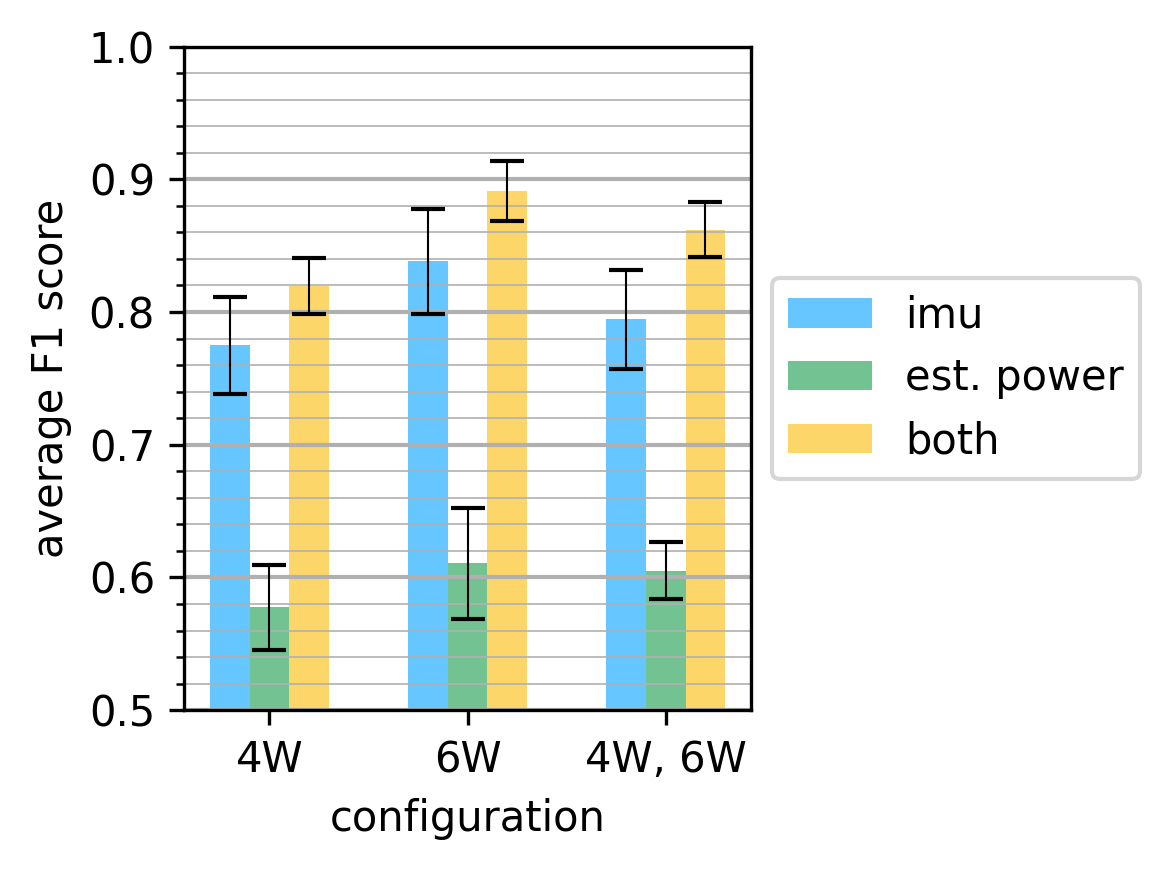 average F1 score
1.0
0.9
0.8
0.7
0.6
0.5
4W
6W
4W, 6W
configuration
imu
est. power
both